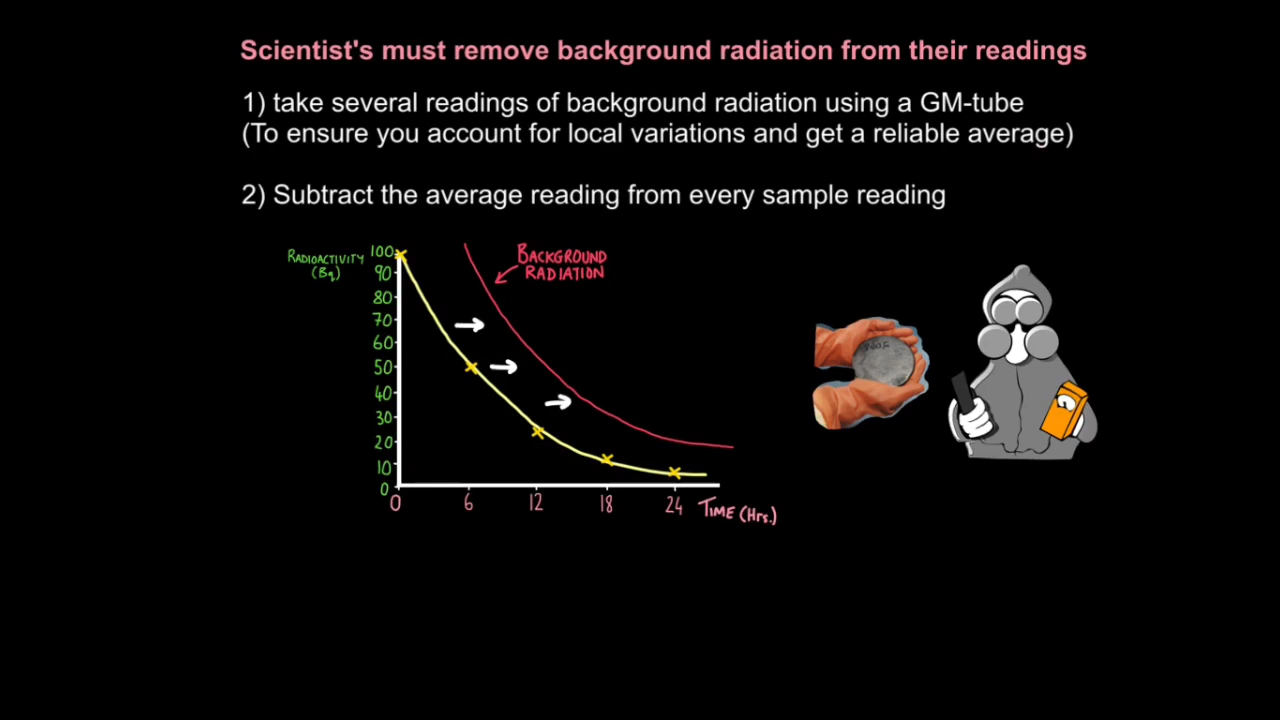 Scientist's must remove background radiation from their readings
1) take several readings of background radiation using a GM-tube
(To ensure you account for local variations and get a reliable average)
2) Subtract the average reading from every sample reading
RADIOACTIVITY
(Bq)
100
90
80
70
60
50
40
30
20
10
0
BACKGROUND
RADIATION
0 6 12 18 24 TIME (Hrs.)